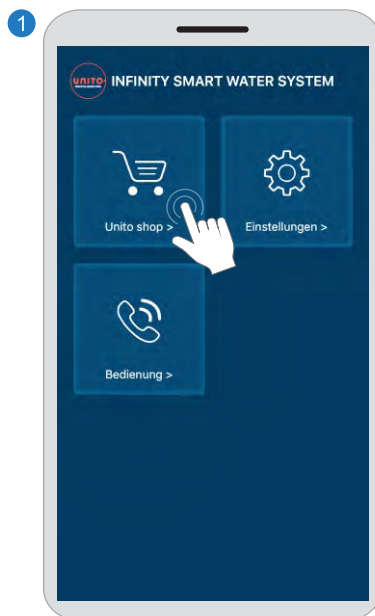 1
UNITO INFINITY SMART WATER SYSTEM
Unito shop >
Einstellungen >
Bedienung >